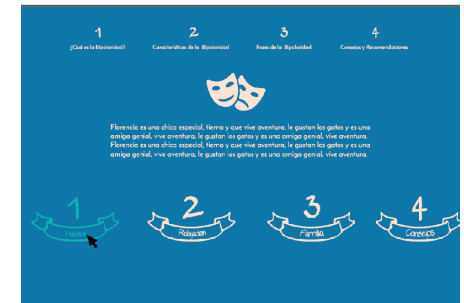 1 2 3 4
¿Cuál es la Bipolaridad? Características de la Bipolaridad Fases de la Bipolaridad Consejos y Recomendaciones
Florencia es una chica especial, tierna y que vive aventura, le gustan los gatos y es una
amiga genial, vive aventura, le gustan los gatos y es una amiga genial, vive aventura.
Florencia es una chica especial, tierna y que vive aventura, le gustan los gatos y es una
amiga genial, vive aventura, le gustan los gatos y es una amiga genial, vive aventura.
1 2 3 4
Relajacion Familia Consejos